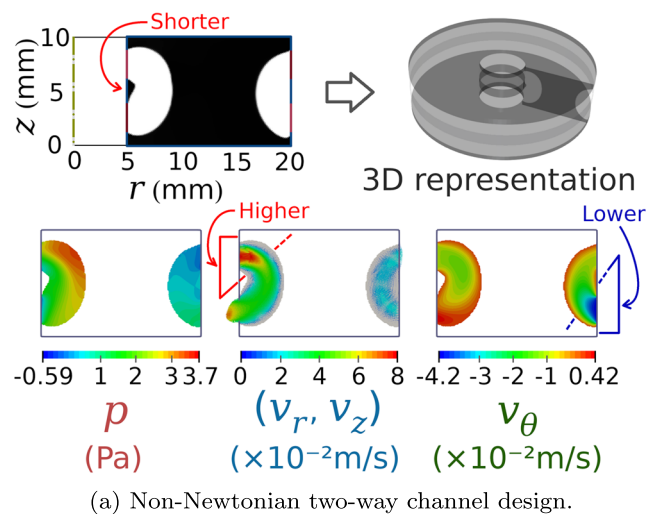 Shorter
10
5
0
z (mm)
0 5 10 15 20
r (mm)
3D representation
Higher
Lower
-0.59 1 2 3 3.7
0 2 4 6 8
-4.2 -3 -2 -1 0.42
p
(Pa)
(vr, vz)
(×10⁻²m/s)
vθ
(×10⁻²m/s)
(a) Non-Newtonian two-way channel design.